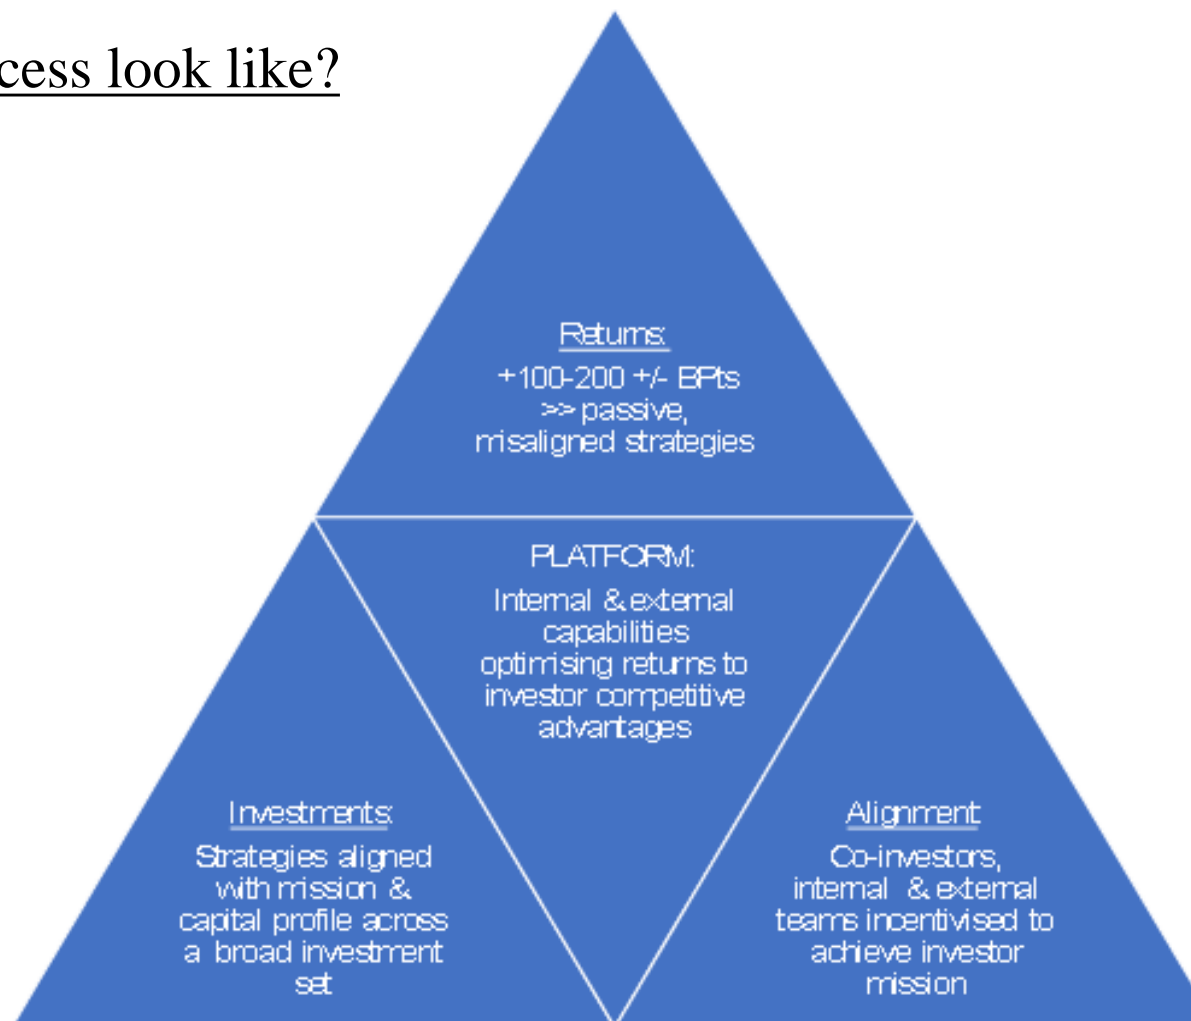 cess look like?
Returns:
+100-200 +/- BPts
>> passive,
misaligned strategies
PLATFORM:
Internal & external
capabilities
optimising returns to
investor competitive
advantages
Investments:
Strategies aligned
with mission &
capital profile across
a broad investment
set
Alignment
Co-investors,
internal & external
teams incentivised to
achieve investor
mission